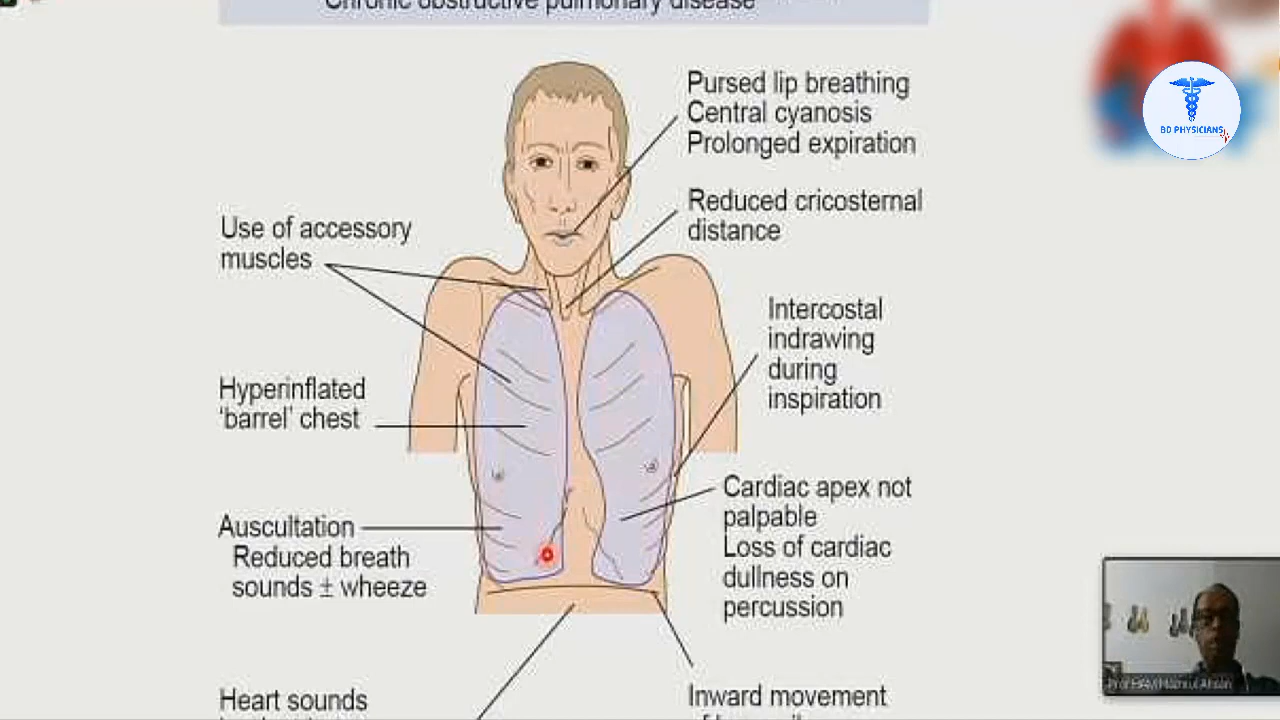 Chronic obstructive pulmonary disease
Pursed lip breathing
Central cyanosis
Prolonged expiration
Reduced cricosternal
distance
Use of accessory
muscles
Intercostal
indrawing
during
inspiration
Hyperinflated
‘barrel’ chest
Cardiac apex not
palpable
Loss of cardiac
dullness on
percussion
Auscultation
Reduced breath
sounds ± wheeze
Heart sounds
Inward movement
BD PHYSICIANS